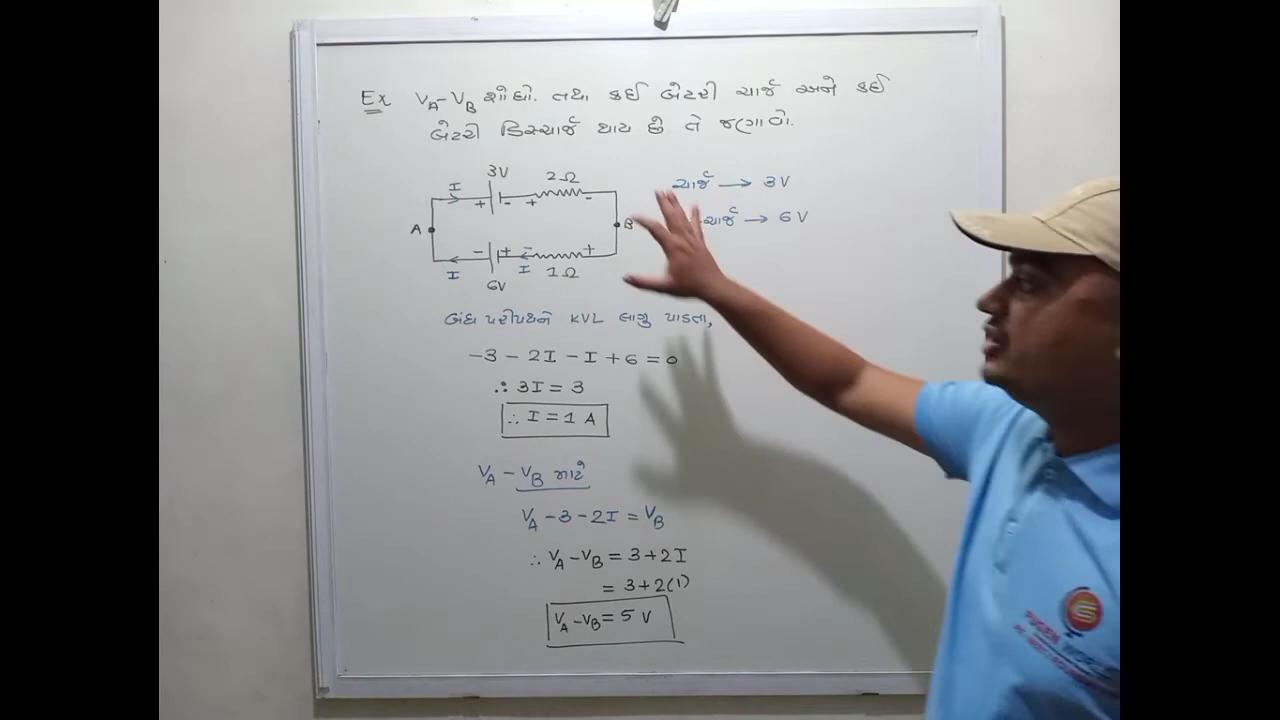 Ex V_A-V_B શોધો. તથા કઈ બેટરી ચાર્જ અને કઈ
બેટરી ડિસ્ચાર્જ થાય છે તે જણાવો.
3V 2Ω
I
+ - + -
A B
- + - +
I I 1Ω
6V
ચાર્જ → 3V
ચાર્જ → 6V
બંધ પરીપથને KVL લાગુ પાડતા,
-3 - 2I - I + 6 = 0
∴ 3I = 3
∴ I = 1 A
V_A - V_B માટે
V_A - 3 - 2I = V_B
∴ V_A - V_B = 3 + 2I
= 3 + 2(1)
V_A - V_B = 5 V